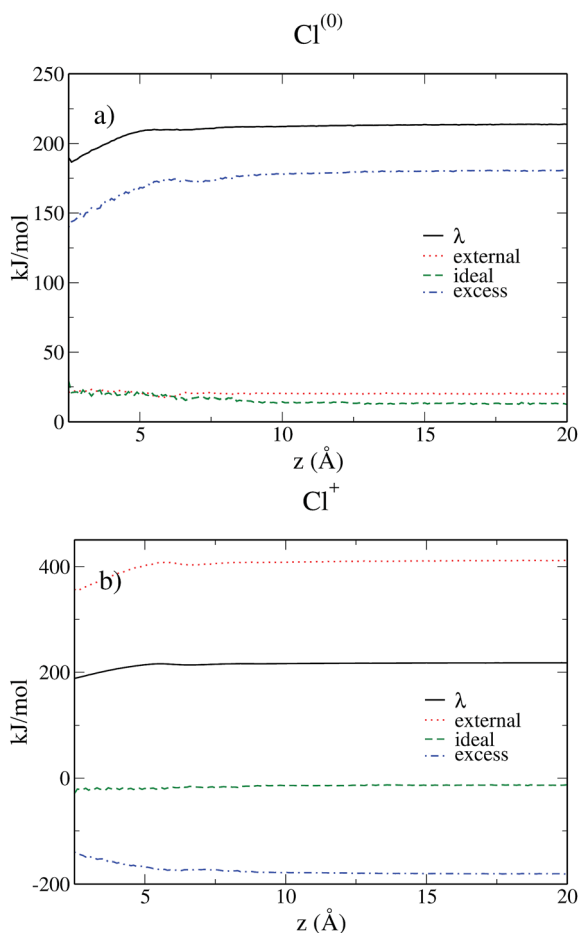 Cl(0)
250
a)
200
150
kJ/mol
λ
external
100
ideal
excess
50
0
5 10 15 20
z (Å)
Cl+
400
b)
200
kJ/mol
λ
external
ideal
0
excess
-200
5 10 15 20
z (Å)